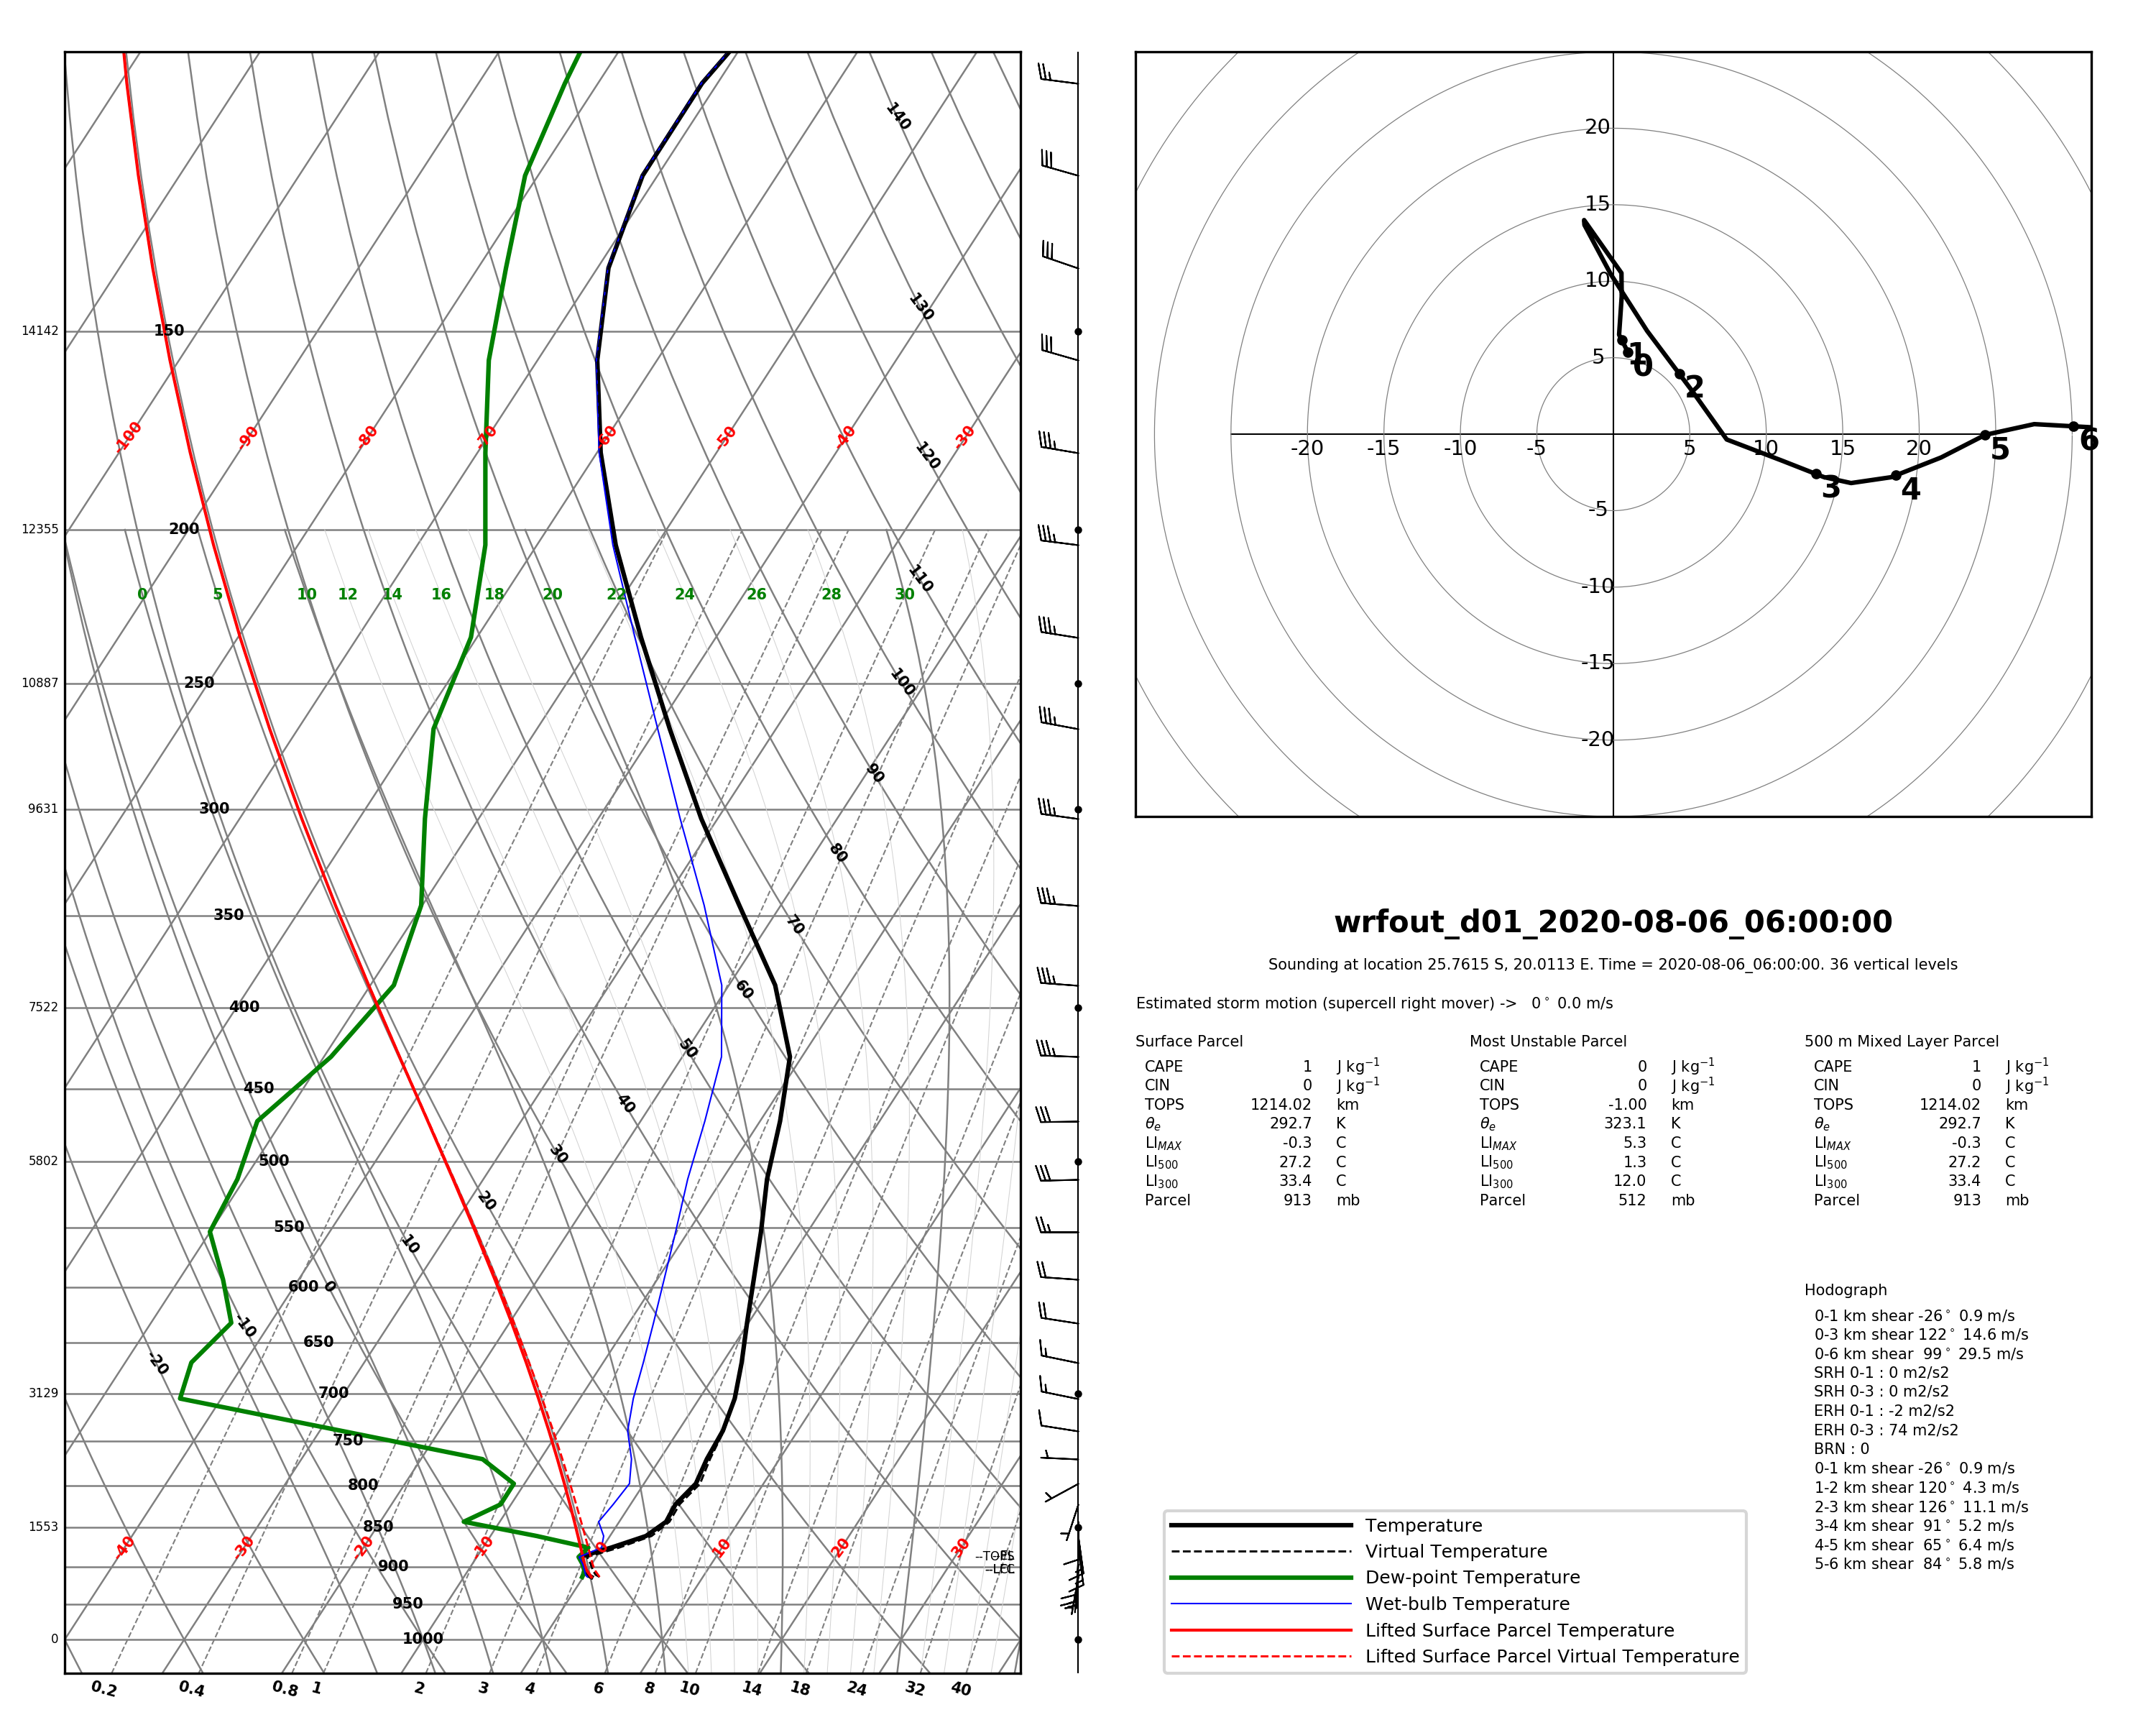 140
20
15
130
14142 150
10
-100 -90 -80 -70 -60 -50 -40 -30
120
5
1
0
2
-20 -15 -10 -5 5 10 15 20
3
4
5
6
-5
12355 200
110
0 5 10 12 14 16 18 20 22 24 26 28 30
-10
-15
10887 250
100
-20
90
9631 300
80
350
70
60
7522 400
50
450
40
5802 500
30
20
550
10
600 0
650
-10
-20
3129 700
750
800
1553 850
-40 -30 -20 -10 0 10 20 30
900
950
0 1000
0.2 0.4 0.8 1 2 3 4 6 8 10 14 18 24 32 40
wrfout_d01_2020-08-06_06:00:00
Sounding at location 25.7615 S, 20.0113 E. Time = 2020-08-06_06:00:00. 36 vertical levels
Estimated storm motion (supercell right mover) -> 0° 0.0 m/s
Surface Parcel
CAPE 1 J kg⁻¹
CIN 0 J kg⁻¹
TOPS 1214.02 km
θe 292.7 K
LIMAX -0.3 C
LI500 27.2 C
LI300 33.4 C
Parcel 913 mb
Most Unstable Parcel
CAPE 0 J kg⁻¹
CIN 0 J kg⁻¹
TOPS -1.00 km
θe 323.1 K
LIMAX 5.3 C
LI500 1.3 C
LI300 12.0 C
Parcel 512 mb
500 m Mixed Layer Parcel
CAPE 1 J kg⁻¹
CIN 0 J kg⁻¹
TOPS 1214.02 km
θe 292.7 K
LIMAX -0.3 C
LI500 27.2 C
LI300 33.4 C
Parcel 913 mb
Hodograph
0-1 km shear -26° 0.9 m/s
0-3 km shear 122° 14.6 m/s
0-6 km shear 99° 29.5 m/s
SRH 0-1 : 0 m2/s2
SRH 0-3 : 0 m2/s2
ERH 0-1 : -2 m2/s2
ERH 0-3 : 74 m2/s2
BRN : 0
0-1 km shear -26° 0.9 m/s
1-2 km shear 120° 4.3 m/s
2-3 km shear 126° 11.1 m/s
3-4 km shear 91° 5.2 m/s
4-5 km shear 65° 6.4 m/s
5-6 km shear 84° 5.8 m/s
Temperature
Virtual Temperature
Dew-point Temperature
Wet-bulb Temperature
Lifted Surface Parcel Temperature
Lifted Surface Parcel Virtual Temperature